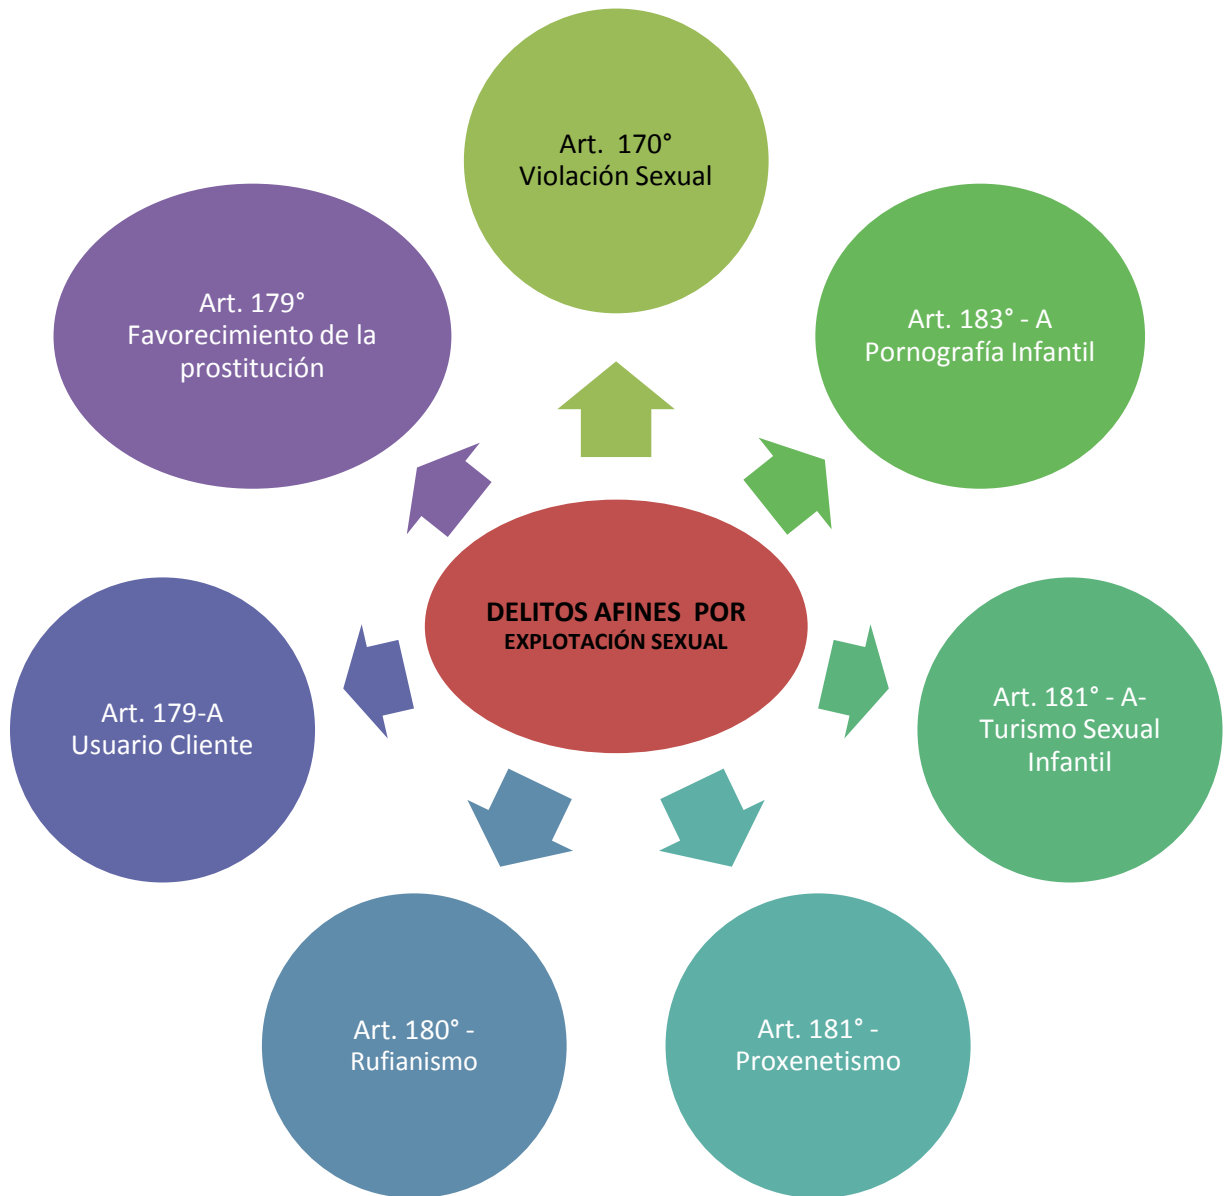 Art. 170°
Violación Sexual
Art. 183° - A
Pornografía Infantil
Art. 181° - A-
Turismo Sexual
Infantil
Art. 181° -
Proxenetismo
Art. 180° -
Rufianismo
Art. 179-A
Usuario Cliente
Art. 179°
Favorecimiento de la
prostitución
DELITOS AFINES POR
EXPLOTACIÓN SEXUAL